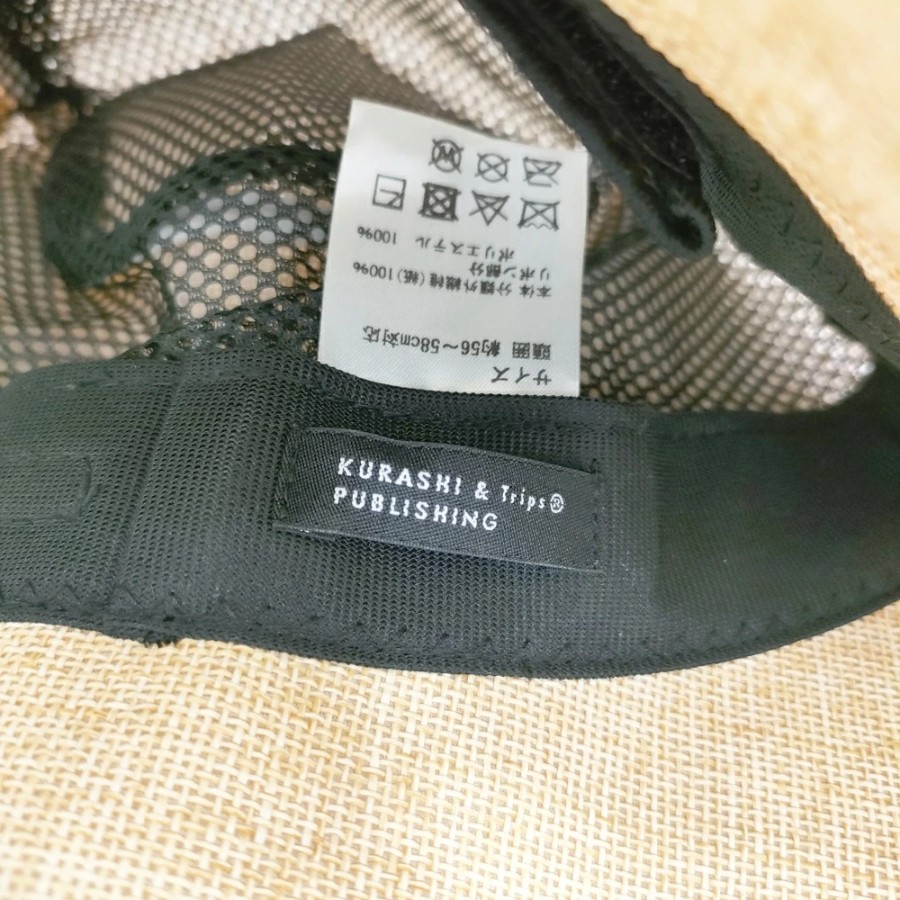 サイズ
頭囲 約56～58cm対応
本体 分類外繊維(紙)100%
リボン部分
ポリエステル 100%
KURASHI & Trips®
PUBLISHING